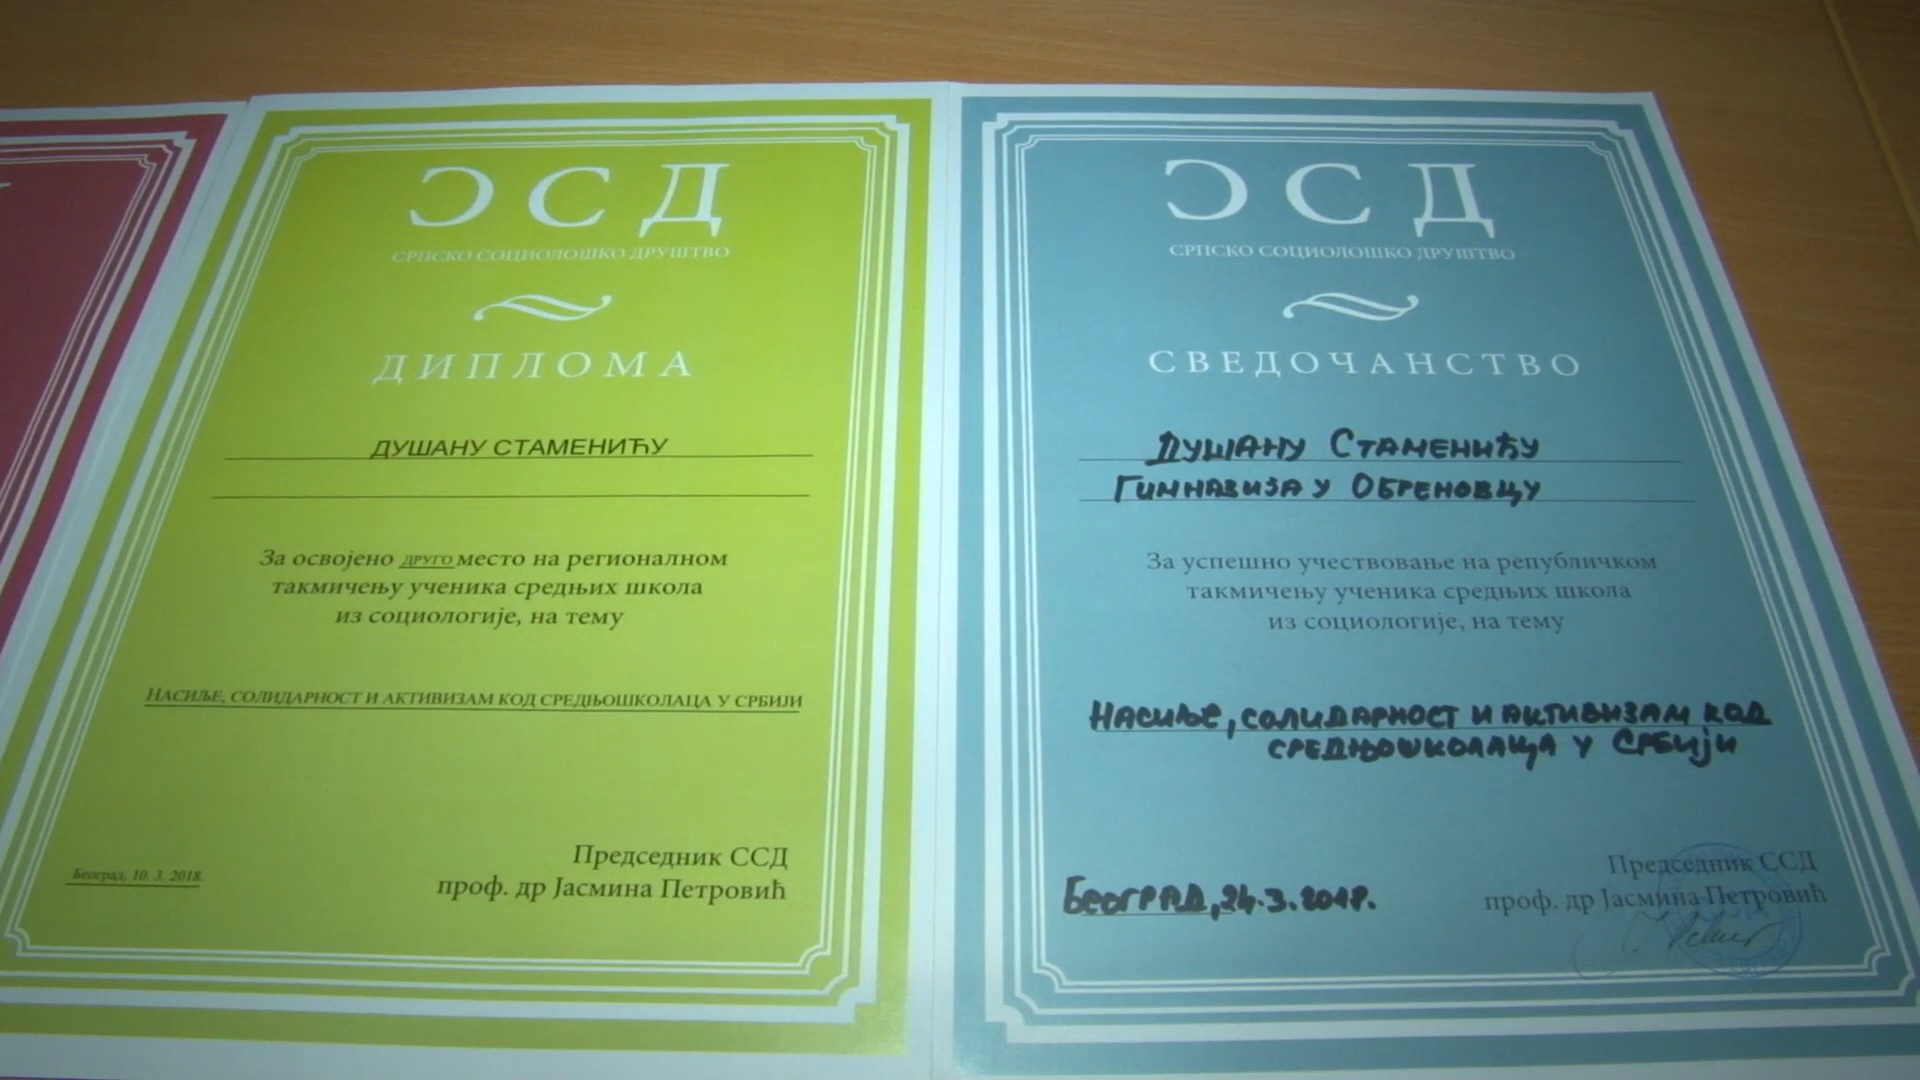 ƆСД
СРПСКО СОЦИОЛОШКО ДРУШТВО
ДИПЛОМА
ДУШАНУ СТАМЕНИЋУ
За освојено друго место на регионалном
такмичењу ученика средњих школа
из социологије, на тему
Насиље, солидарност и активизам код средњошколаца у србији
Београд, 10. 3. 2018.
Председник ССД
проф. др Јасмина Петровић
ƆСД
СРПСКО СОЦИОЛОШКО ДРУШТВО
СВЕДОЧАНСТВО
Душану Стаменићу
Гимназија у Обреновцу
За успешно учествовање на републичком
такмичењу ученика средњих школа
из социологије, на тему
Насиље, солидарност и активизам код
средњошколаца у Србији
Београд, 24.3.2018.
Председник ССД
проф. др Јасмина Петровић